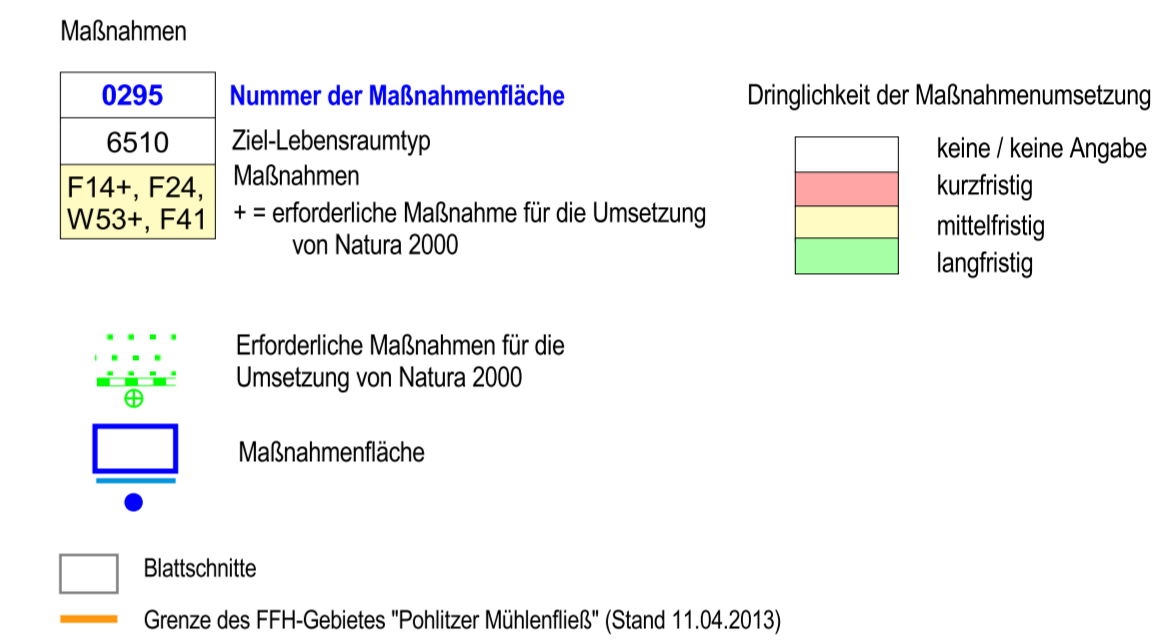 Maßnahmen
0295
Nummer der Maßnahmenfläche
6510
Ziel-Lebensraumtyp
F14+, F24,
W53+, F41
Maßnahmen
+ = erforderliche Maßnahme für die Umsetzung
von Natura 2000
Dringlichkeit der Maßnahmenumsetzung
keine / keine Angabe
kurzfristig
mittelfristig
langfristig
Erforderliche Maßnahmen für die
Umsetzung von Natura 2000
Maßnahmenfläche
Blattschnitte
Grenze des FFH-Gebietes "Pohlitzer Mühlenfließ" (Stand 11.04.2013)